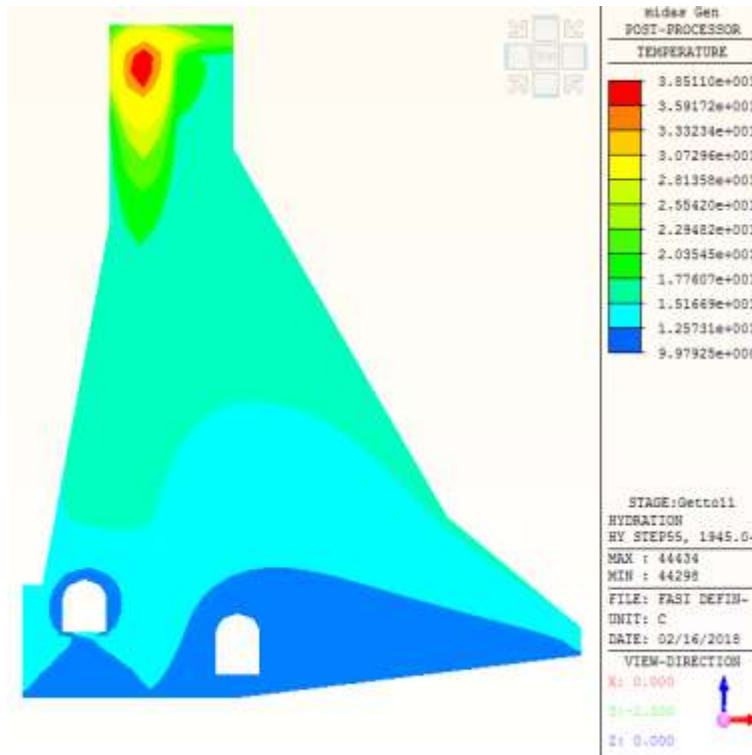 midas Gen
POST-PROCESSOR
TEMPERATURE
3.85110e+001
3.59172e+001
3.33234e+001
3.07296e+001
2.81358e+001
2.55420e+001
2.29482e+001
2.03545e+001
1.77607e+001
1.51669e+001
1.25731e+001
9.97925e+000
STAGE:Getto11
HYDRATION
HY STEP55, 1945.0
MAX : 44434
MIN : 44298
FILE: FASI DEFIN~
UNIT: C
DATE: 02/16/2018
VIEW-DIRECTION
X: 0.000
Z: 0.000